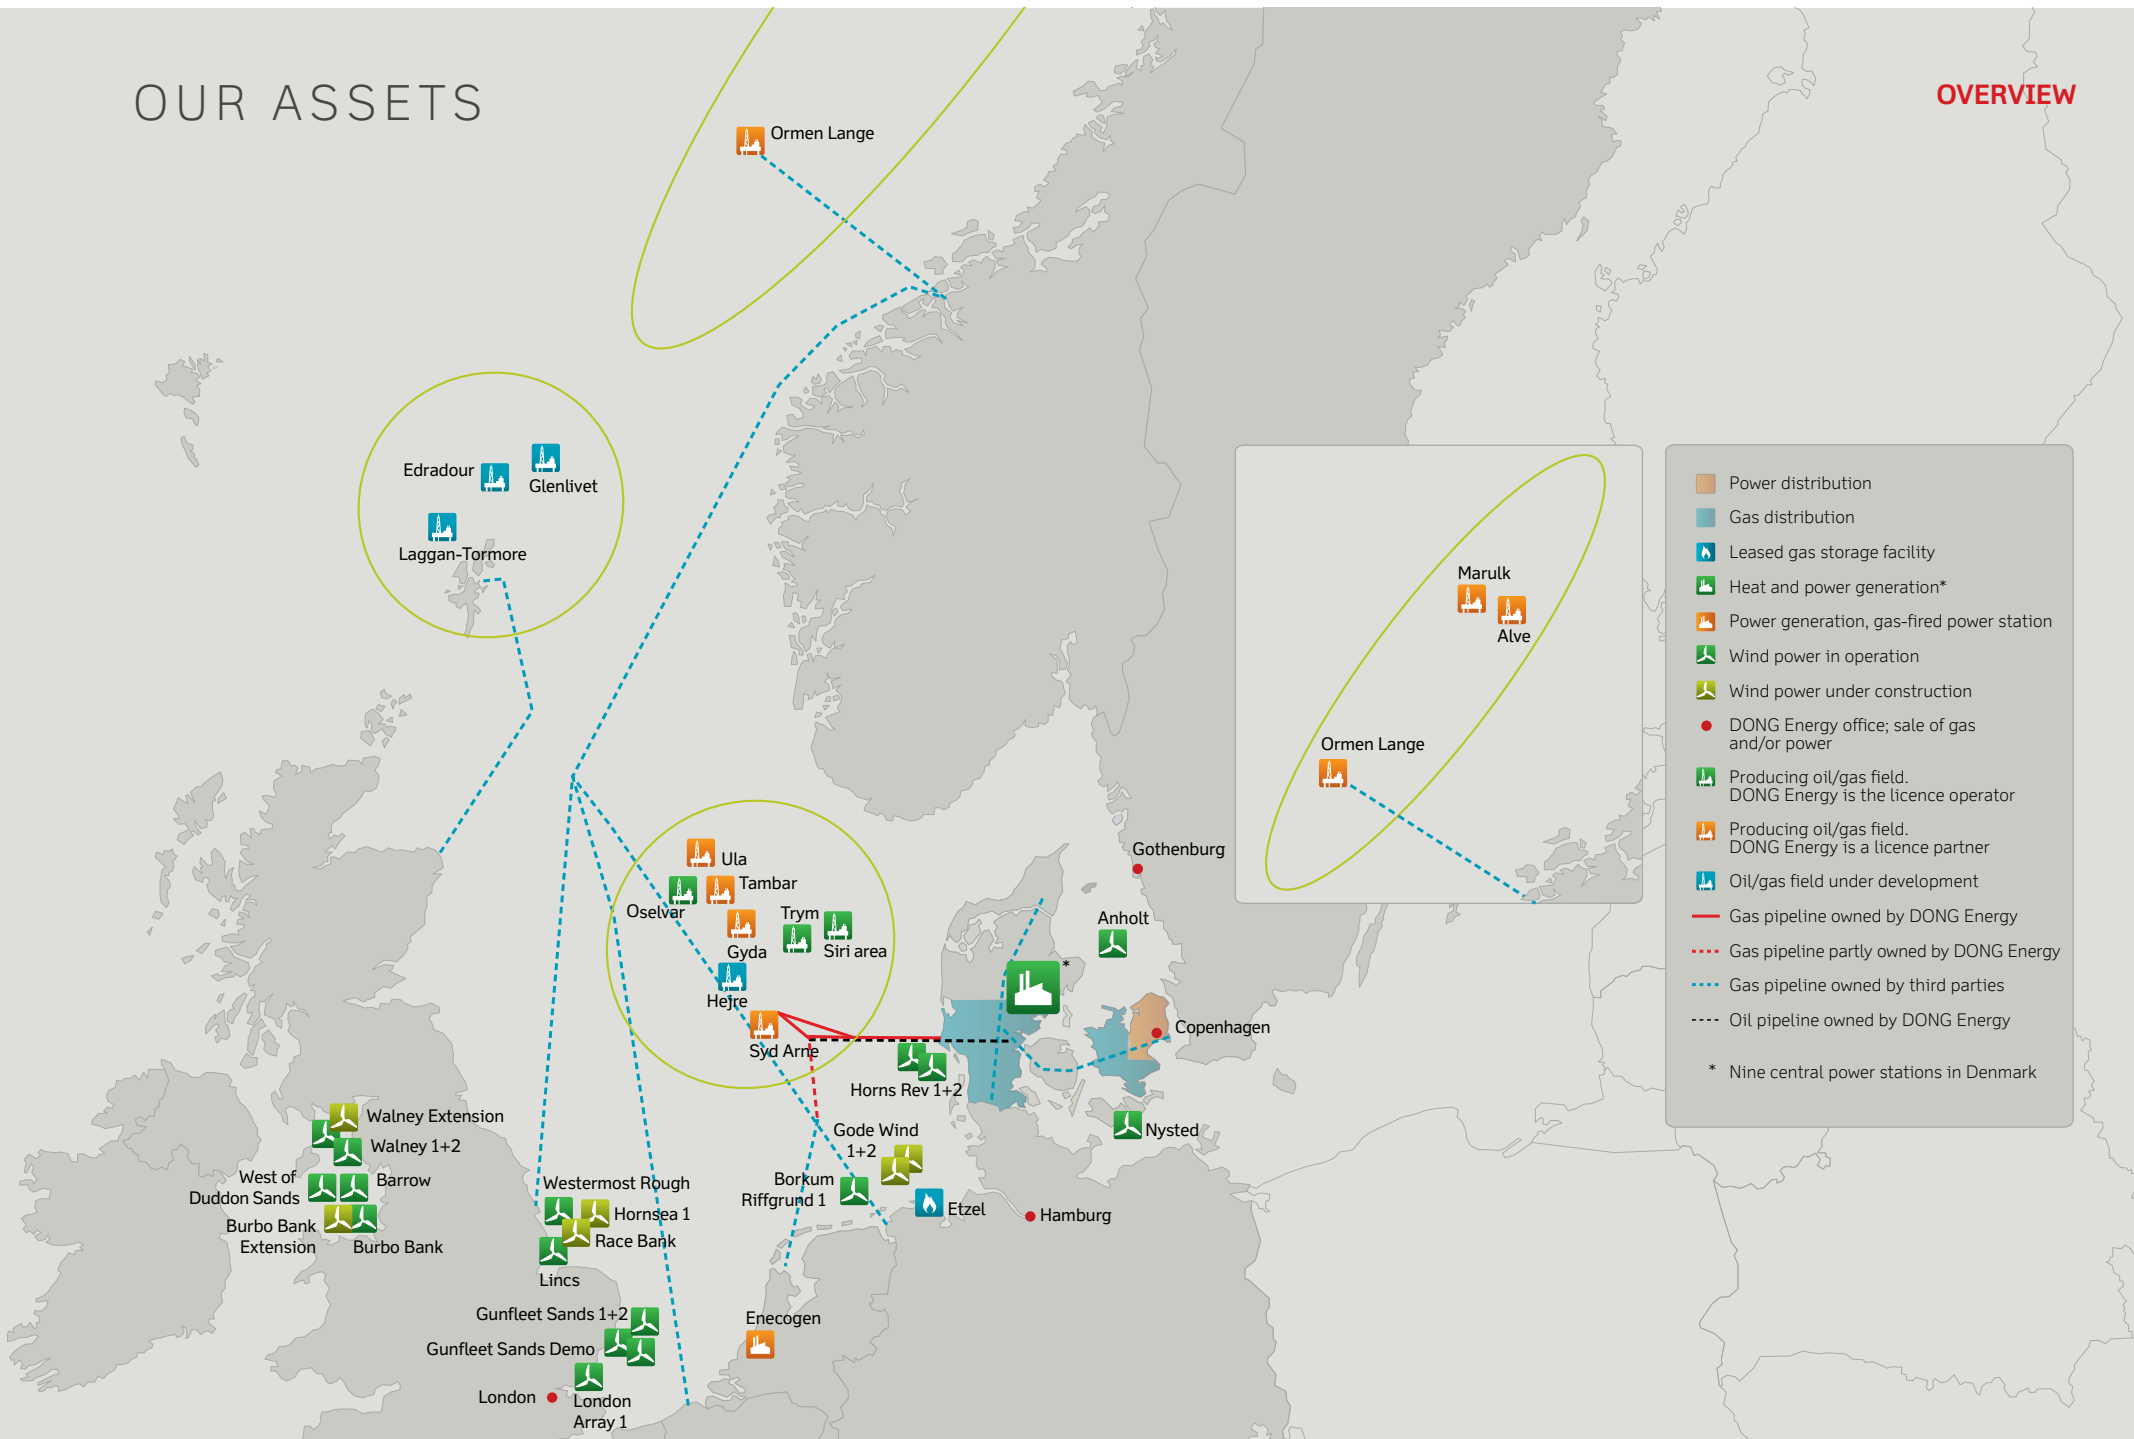 OUR ASSETS
OVERVIEW
Ormen Lange
Edradour
Glenlivet
Laggan-Tormore
Marulk
Alve
Ormen Lange
Power distribution
Gas distribution
Leased gas storage facility
Heat and power generation*
Power generation, gas-fired power station
Wind power in operation
Wind power under construction
DONG Energy office; sale of gas
and/or power
Producing oil/gas field.
DONG Energy is the licence operator
Producing oil/gas field.
DONG Energy is a licence partner
Oil/gas field under development
Gas pipeline owned by DONG Energy
Gas pipeline partly owned by DONG Energy
Gas pipeline owned by third parties
Oil pipeline owned by DONG Energy
* Nine central power stations in Denmark
Ula
Tambar
Oselvar
Trym
Gyda
Siri area
Hejre
Syd Arne
Gothenburg
Anholt
*
Copenhagen
Horns Rev 1+2
Nysted
Gode Wind
1+2
Borkum
Riffgrund 1
Etzel
Hamburg
Walney Extension
Walney 1+2
West of
Duddon Sands
Barrow
Burbo Bank
Extension
Burbo Bank
Westermost Rough
Hornsea 1
Race Bank
Lincs
Gunfleet Sands 1+2
Gunfleet Sands Demo
London
London
Array 1
Enecogen